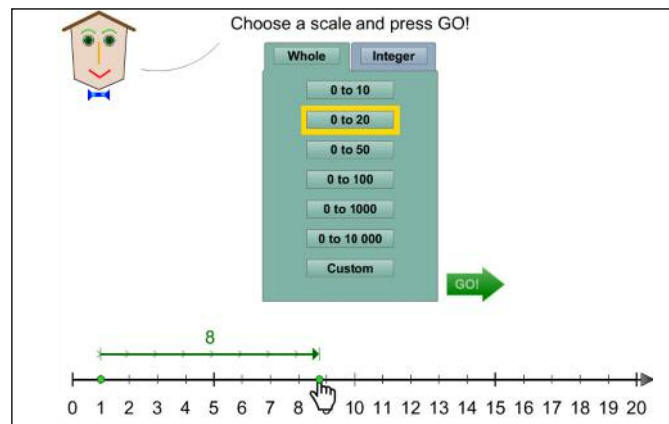 Choose a scale and press GO!
Whole Integer
0 to 10
0 to 20
0 to 50
0 to 100
0 to 1000
0 to 10 000
Custom
GO!
8
0 1 2 3 4 5 6 7 8 9 10 11 12 13 14 15 16 17 18 19 20